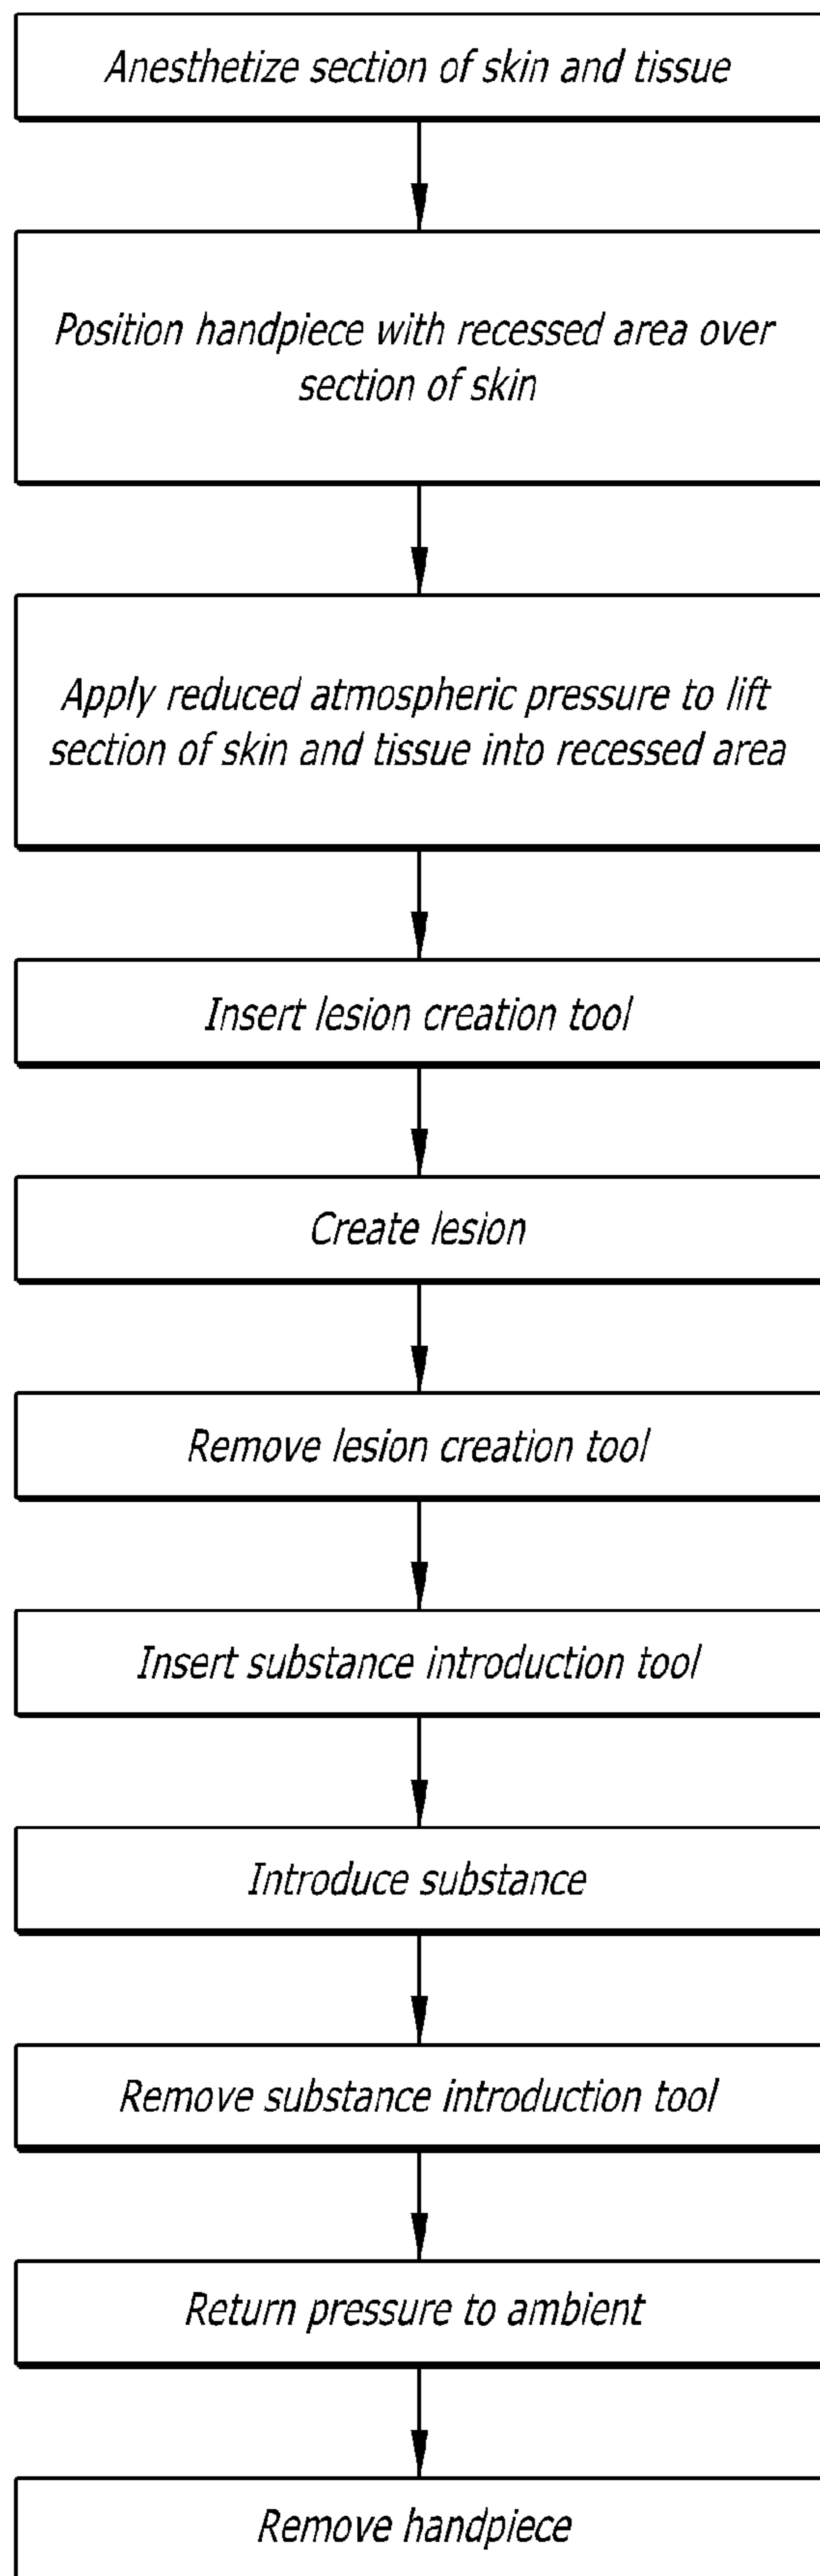 Anesthetize section of skin and tissue
Position handpiece with recessed area over
section of skin
Apply reduced atmospheric pressure to lift
section of skin and tissue into recessed area
Insert lesion creation tool
Create lesion
Remove lesion creation tool
Insert substance introduction tool
Introduce substance
Remove substance introduction tool
Return pressure to ambient
Remove handpiece